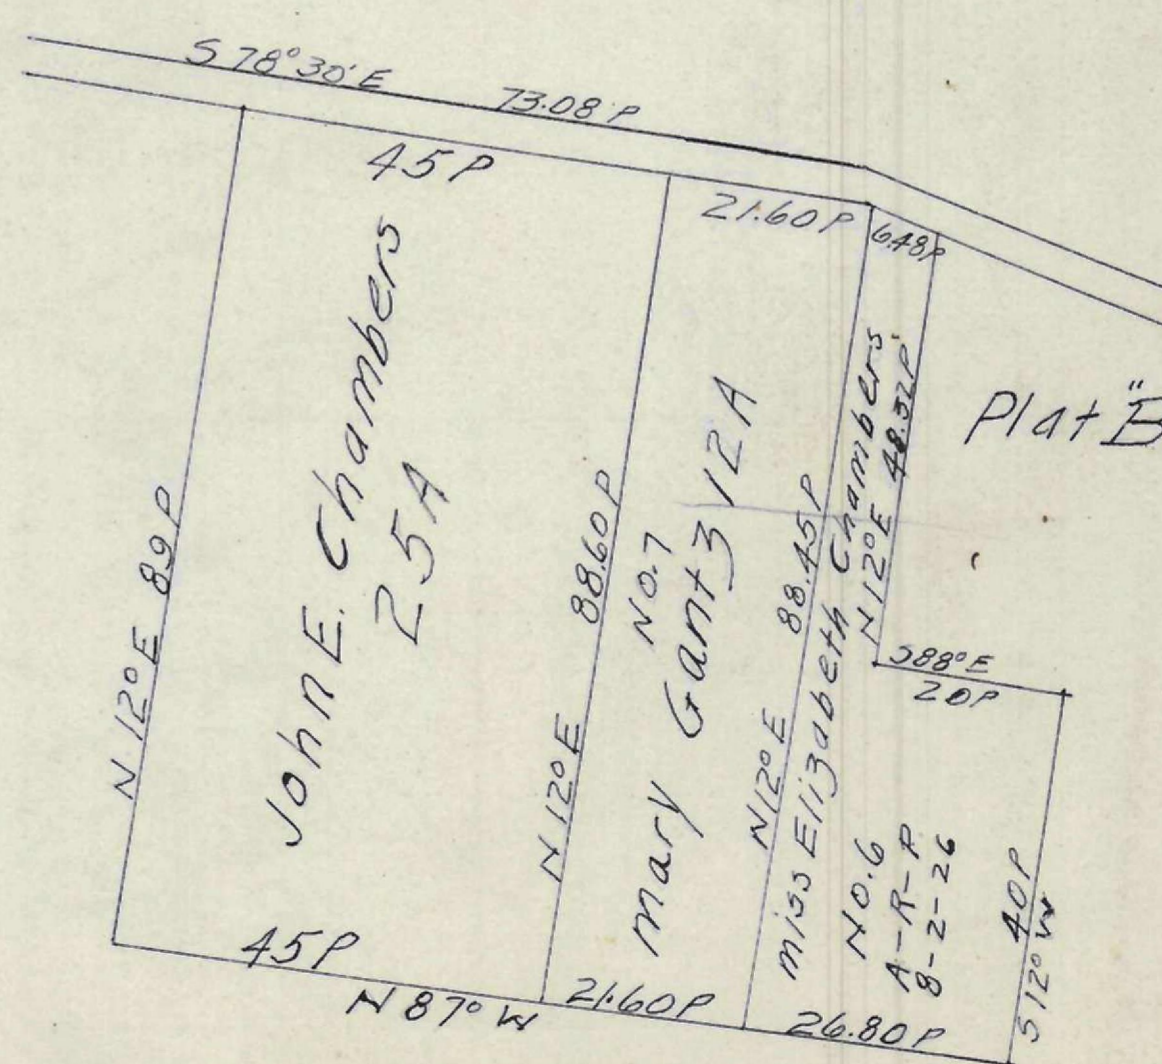 S 78° 30' E 73.08 P
45 P
21.60 P
6.48 P
John E. Chambers
25 A
N 12° E 89 P
N 12° E 88.60 P
No. 7
Mary Gantz 12 A
N 12° E 88.45 P
Miss Elizabeth Chambers
No. 6
A-R-P
8-2-26
N 12° E 48.52 P
Plat "B
S 88° E
20 P
40 P
S 12° W
45 P
N 87° W
21.60 P
26.80 P